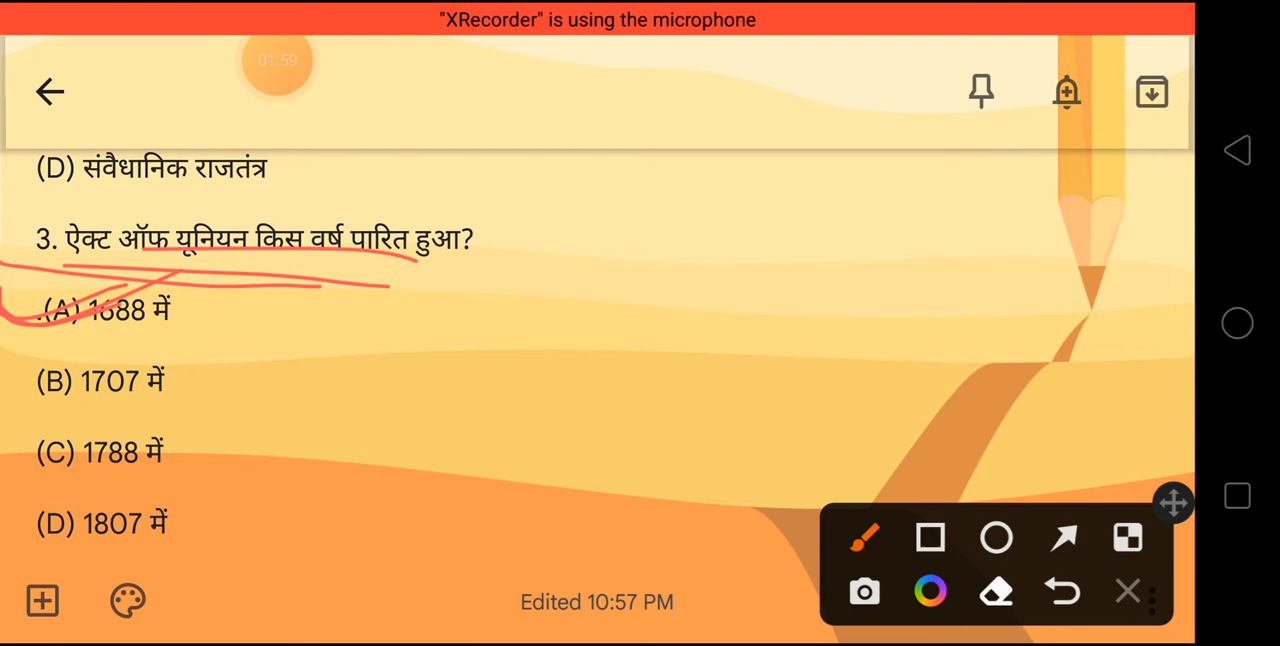 "XRecorder" is using the microphone
01:59
(D) संवैधानिक राजतंत्र
3. ऐक्ट ऑफ यूनियन किस वर्ष पारित हुआ?
.(A) 1688 में
(B) 1707 में
(C) 1788 में
(D) 1807 में
Edited 10:57 PM